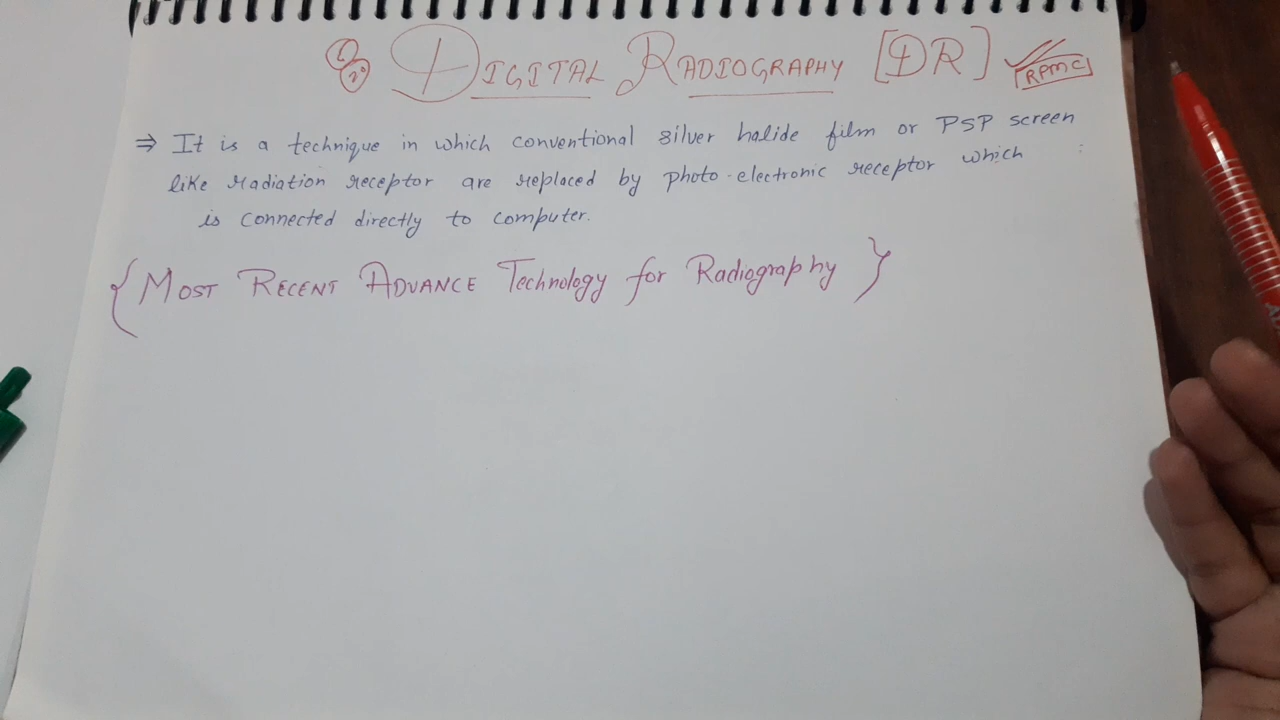 DIGITAL RADIOGRAPHY [DR]
RPMC
⇒ It is a technique in which conventional silver halide film or PSP screen
like radiation receptor are replaced by photo-electronic receptor which
is connected directly to computer.
{MOST RECENT ADVANCE Technology for Radiography}